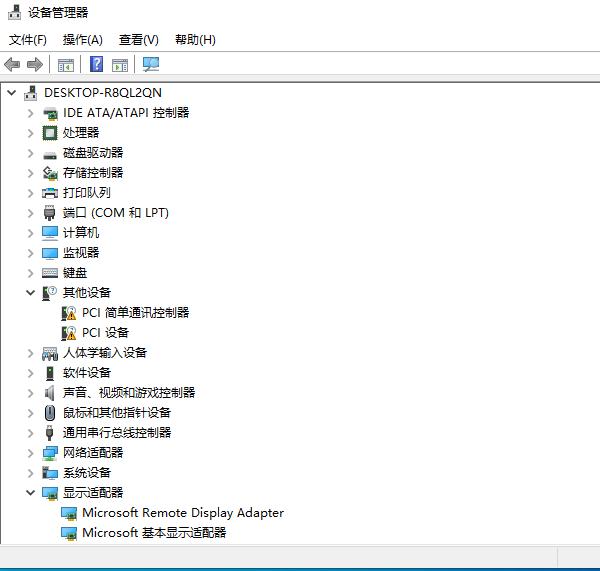 设备管理器
文件(F) 操作(A) 查看(V) 帮助(H)
DESKTOP-R8QL2QN
IDE ATA/ATAPI 控制器
处理器
磁盘驱动器
存储控制器
打印队列
端口 (COM 和 LPT)
计算机
监视器
键盘
其他设备
PCI 简单通讯控制器
PCI 设备
人体学输入设备
软件设备
声音、视频和游戏控制器
鼠标和其他指针设备
通用串行总线控制器
网络适配器
系统设备
显示适配器
Microsoft Remote Display Adapter
Microsoft 基本显示适配器